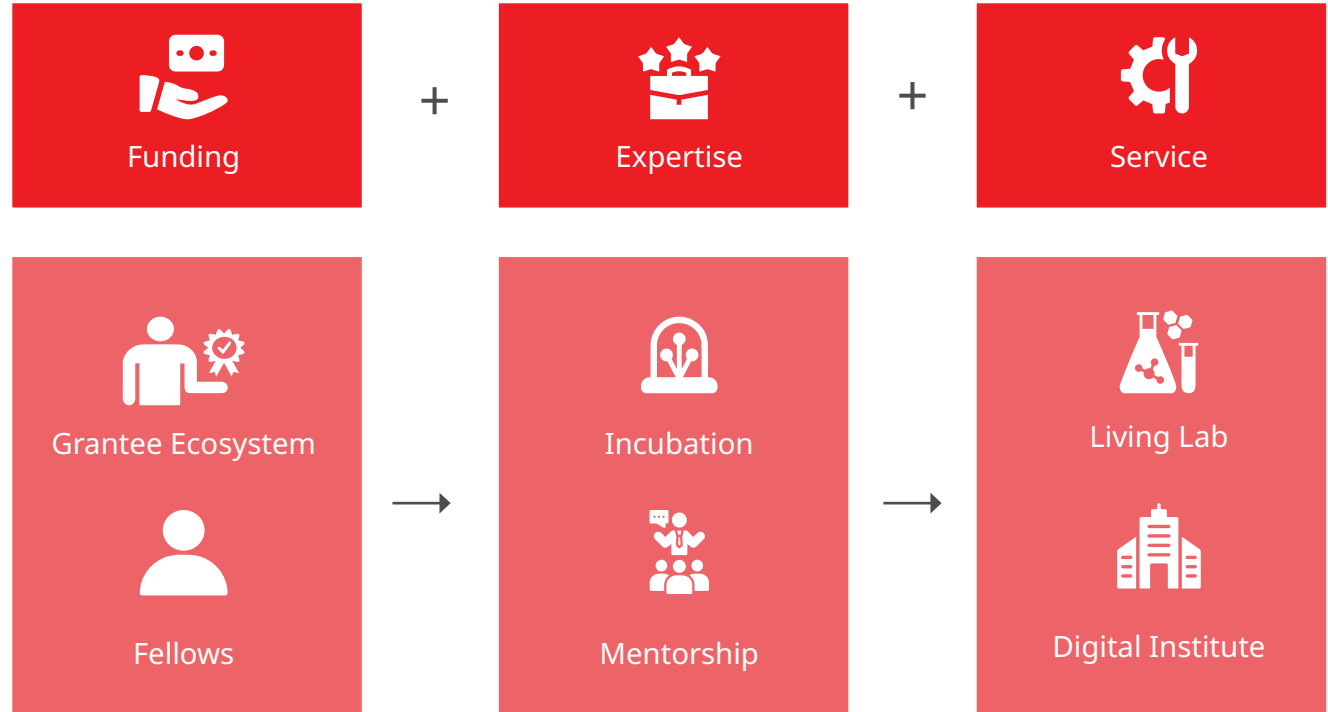 Funding
+
Expertise
+
Service
Grantee Ecosystem
Fellows
Incubation
Mentorship
Living Lab
Digital Institute